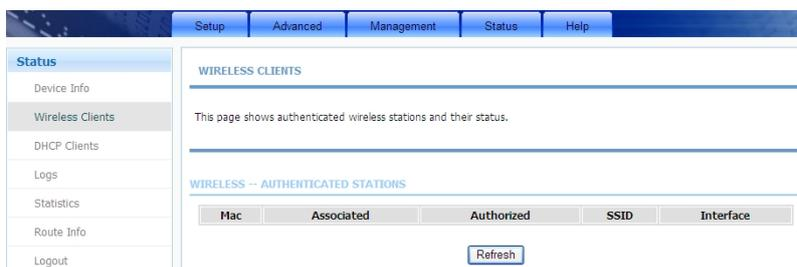 Setup Advanced Management Status Help
Status
Device Info
Wireless Clients
DHCP Clients
Logs
Statistics
Route Info
Logout
WIRELESS CLIENTS
This page shows authenticated wireless stations and their status.
WIRELESS -- AUTHENTICATED STATIONS
Mac Associated Authorized SSID Interface
Refresh